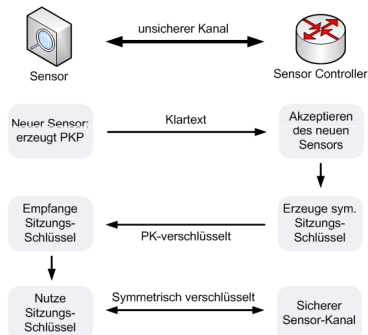 unsicherer Kanal
Sensor
Sensor Controller
Neuer Sensor:
erzeugt PKP
Klartext
Akzeptieren
des neuen
Sensors
Empfange
Sitzungs-
Schlüssel
PK-verschlüsselt
Erzeuge sym.
Sitzungs-
Schlüssel
Nutze
Sitzungs-
Schlüssel
Symmetrisch verschlüsselt
Sicherer
Sensor-Kanal